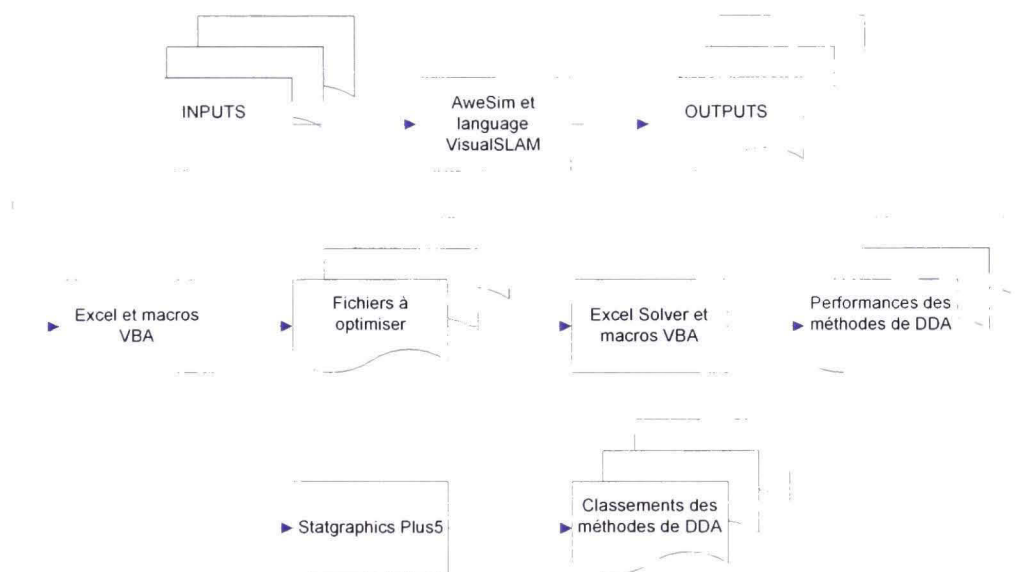 INPUTS
AweSim et
language
VisualSLAM
OUTPUTS
Excel et macros
VBA
Fichiers à
optimiser
Excel Solver et
macros VBA
Performances des
méthodes de DDA
Statgraphics Plus5
Classements des
méthodes de DDA